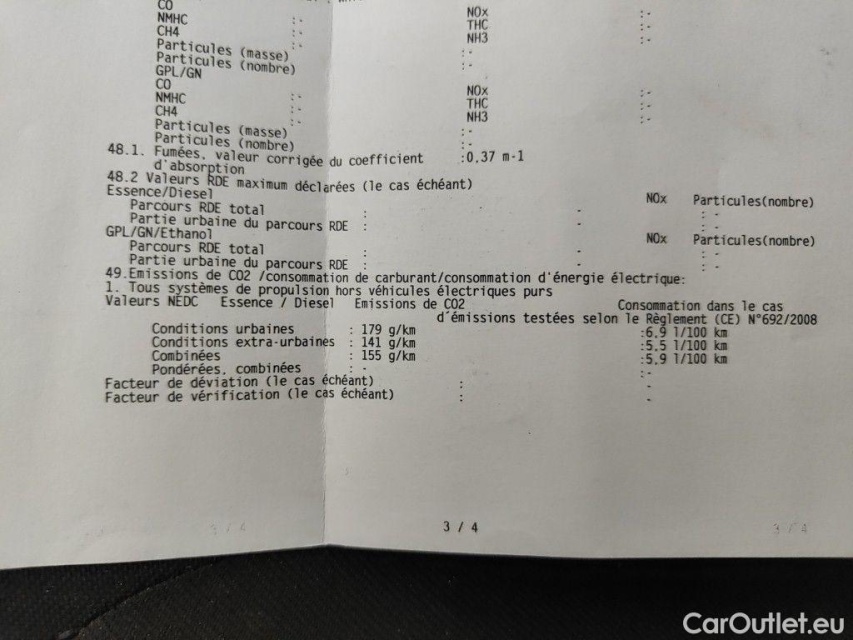 CO :- NOx :-
NMHC :- THC :-
CH4 :- NH3 :-
Particules (masse) :-
Particules (nombre) :-
GPL/GN
CO NOx :-
NMHC :- THC :-
CH4 :- NH3 :-
Particules (masse) :-
Particules (nombre) :-
48.1. Fumées, valeur corrigée du coefficient :0,37 m-1
d'absorption
48.2 Valeurs RDE maximum déclarées (le cas échéant)
Essence/Diesel NOx Particules(nombre)
Parcours RDE total : - : -
Partie urbaine du parcours RDE : - : -
GPL/GN/Ethanol NOx Particules(nombre)
Parcours RDE total : - : -
Partie urbaine du parcours RDE : - : -
49.Emissions de CO2 /consommation de carburant/consommation d'énergie électrique:
1. Tous systèmes de propulsion hors véhicules électriques purs
Valeurs NEDC Essence / Diesel Emissions de CO2 Consommation dans le cas
d'émissions testées selon le Règlement (CE) N°692/2008
Conditions urbaines : 179 g/km :6.9 l/100 km
Conditions extra-urbaines : 141 g/km :5.5 l/100 km
Combinées : 155 g/km :5.9 l/100 km
Pondérées, combinées : - :-
Facteur de déviation (le cas échéant) : -
Facteur de vérification (le cas échéant) : -
3 / 4 3 / 4 3 / 4
CarOutlet.eu